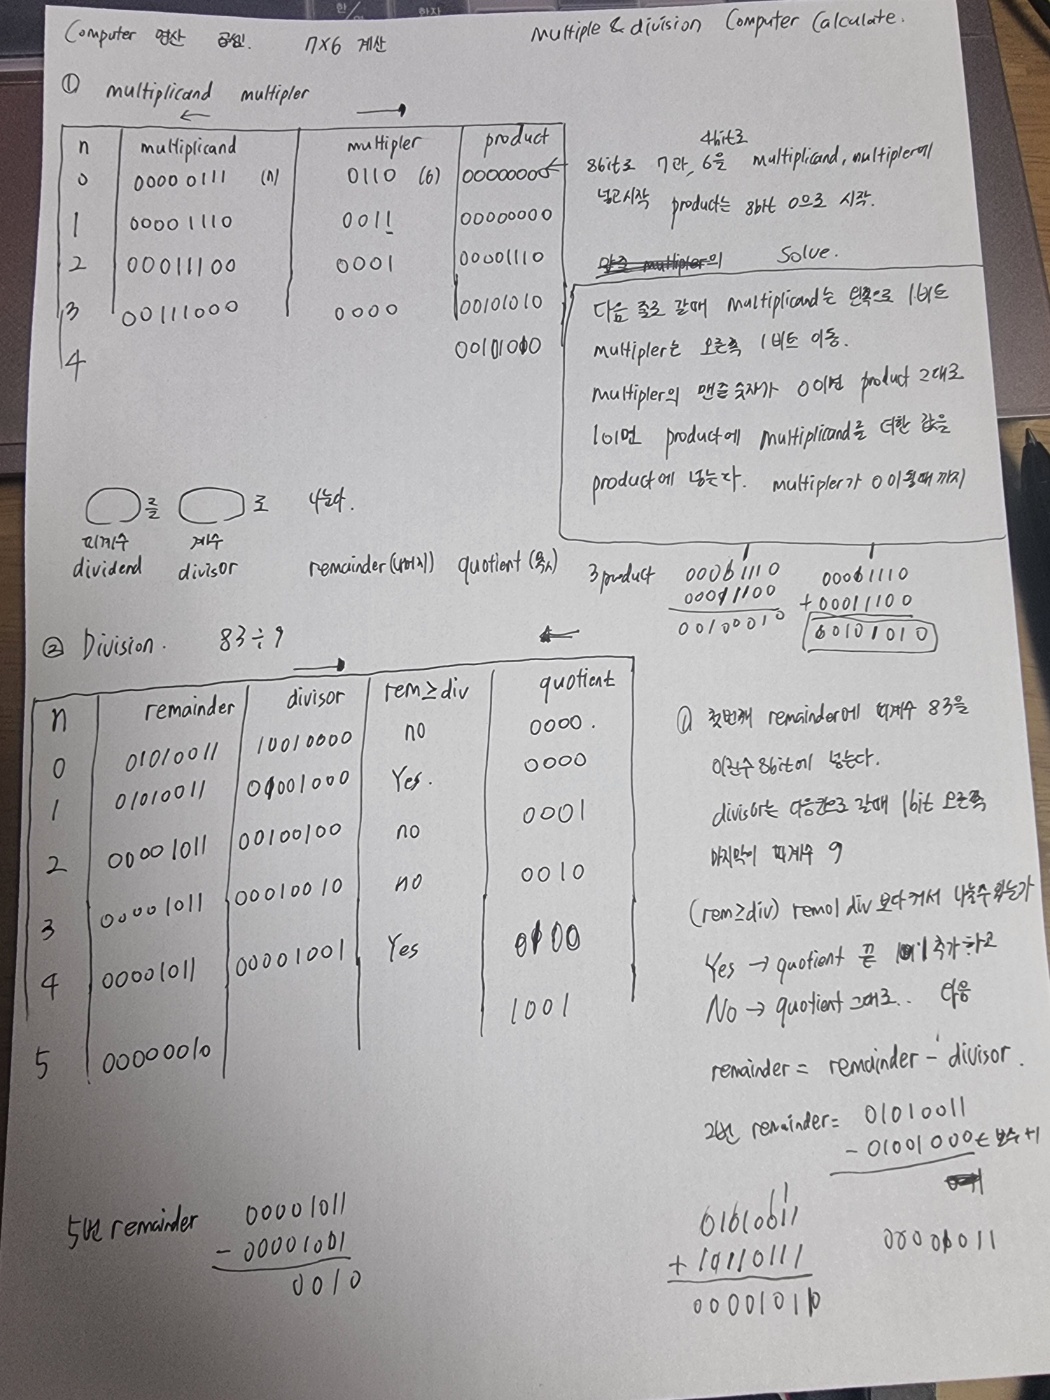 Computer 연산 공부. 7X6 계산
Multiple & division Computer Calculate.
① multiplicand multipler
← →
n multiplicand multipler product
0 0000 0111 (7) 0110 (6) 00000000 ←
1 0000 1110 0011 00000000
2 00011100 0001 00001110
3 00111000 0000 00101010
4 00101010
4bit로
8bit로 7과, 6을 multiplicand, multipler에
넣고시작 product는 8bit 0으로 시작.
Solve.
다음 줄로 갈때 multiplicand는 왼쪽으로 1비트
multipler는 오른쪽 1비트 이동.
multipler의 맨끝 숫자가 0이면 product 그대로
1이면 product에 multiplicand를 더한 값을
product에 넣는다. multipler가 0이될때까지
를 로 나눈다.
피제수 제수
dividend divisor remainder(나머지) quotient (몫)
3 product 00001110 00001110
00011100 + 00011100
00100010 00101010
② Division. 83÷9
→ ←
n remainder divisor rem≥div quotient
0 01010011 10010000 no 0000.
1 01010011 01001000 Yes. 0000
2 00001011 00100100 no 0001
3 00001011 00010010 no 0010
4 00001011 00001001 Yes 0100
5 00000010 1001
① 첫번째 remainder에 피제수 83을
이진수 8bit에 넣는다.
divisor는 다음칸으로 갈때 1bit 오른쪽
마지막이 피제수 9
(rem≥div) rem이 div 보다 커서 나눌수 있는가
Yes → quotient 끝 1 추가하고
No → quotient 그대로.. 다음
remainder = remainder - divisor.
2번 remainder = 01010011
- 01001000 ← 보수+1
5번 remainder 00001011
- 00001001
0010
01010011
+ 10110111
00001011
00001011